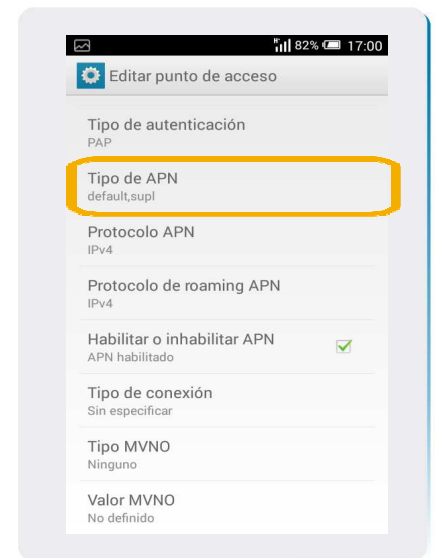 82% 17:00
Editar punto de acceso
Tipo de autenticación
PAP
Tipo de APN
default,supl
Protocolo APN
IPv4
Protocolo de roaming APN
IPv4
Habilitar o inhabilitar APN
APN habilitado
Tipo de conexión
Sin especificar
Tipo MVNO
Ninguno
Valor MVNO
No definido